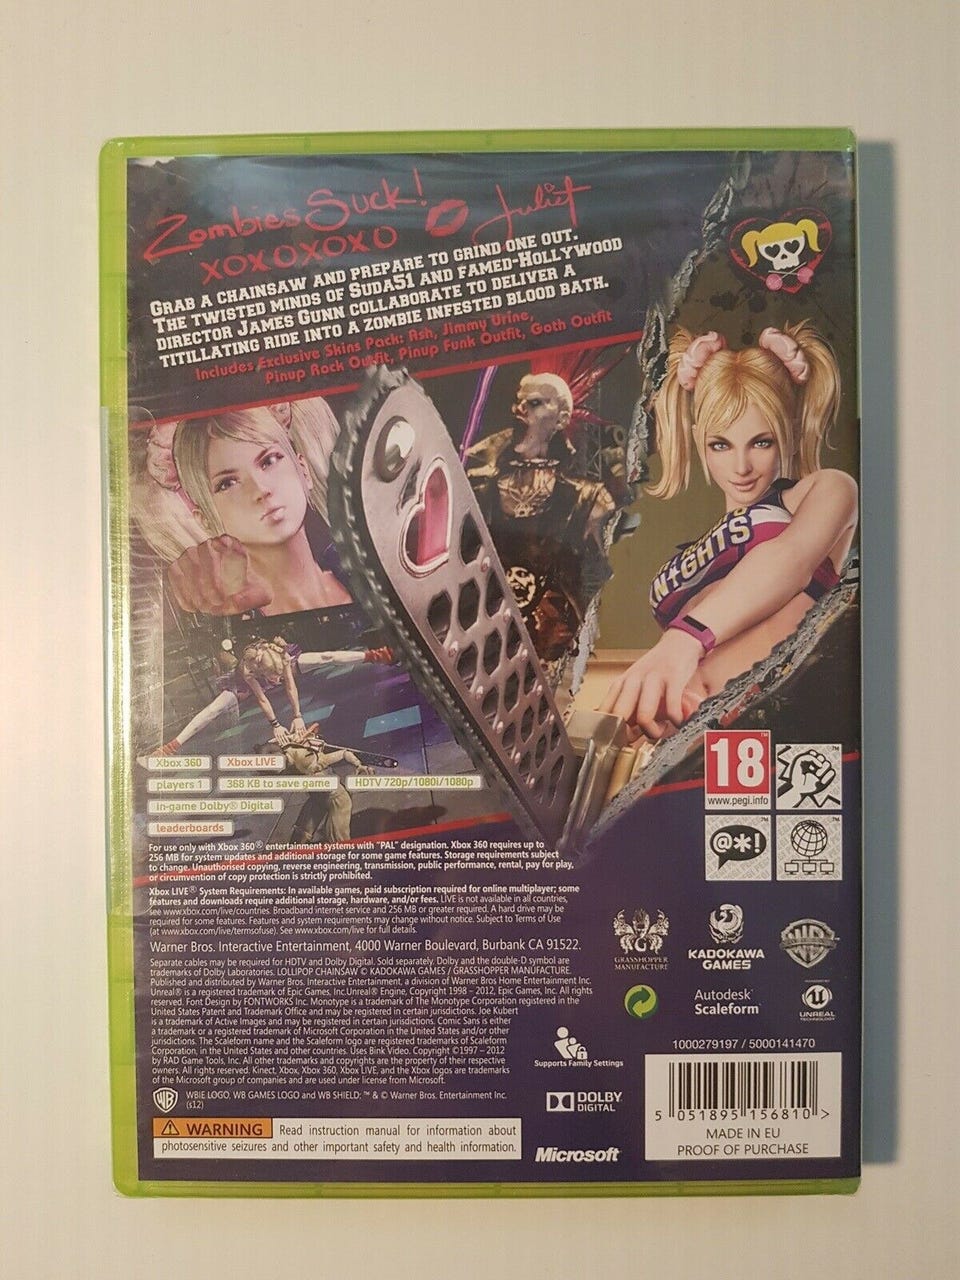 Zombies Suck!
xoxoxoxo
Juliet
GRAB A CHAINSAW AND PREPARE TO GRIND ONE OUT.
THE TWISTED MINDS OF SUDA51 AND FAMED-HOLLYWOOD
DIRECTOR JAMES GUNN COLLABORATE TO DELIVER A
TITILLATING RIDE INTO A ZOMBIE INFESTED BLOOD BATH.
Includes Exclusive Skins Pack: Ash, Jimmy Urine,
Pinup Rock Outfit, Pinup Funk Outfit, Goth Outfit
KNIGHTS
Xbox 360 Xbox LIVE
players 1 368 KB to save game HDTV 720p/1080i/1080p
in-game Dolby® Digital
leaderboards
18
www.pegi.info
@*!
For use only with Xbox 360® entertainment systems with "PAL" designation. Xbox 360 requires up to
256 MB for system updates and additional storage for some game features. Storage requirements subject
to change. Unauthorised copying, reverse engineering, transmission, public performance, rental, pay for play,
or circumvention of copy protection is strictly prohibited.
Xbox LIVE® System Requirements: In available games, paid subscription required for online multiplayer; some
features and downloads require additional storage, hardware, and/or fees. LIVE is not available in all countries,
see www.xbox.com/live/countries. Broadband internet service and 256 MB or greater required. A hard drive may be
required for some features. Features and system requirements may change without notice. Subject to Terms of Use
(at www.xbox.com/live/termsofuse). See www.xbox.com/live for full details.
Warner Bros. Interactive Entertainment, 4000 Warner Boulevard, Burbank CA 91522.
Separate cables may be required for HDTV and Dolby Digital. Sold separately. Dolby and the double-D symbol are
trademarks of Dolby Laboratories. LOLLIPOP CHAINSAW © KADOKAWA GAMES / GRASSHOPPER MANUFACTURE.
Published and distributed by Warner Bros. Interactive Entertainment, a division of Warner Bros Home Entertainment Inc.
Unreal® is a registered trademark of Epic Games, Inc.Unreal® Engine, Copyright 1998 – 2012, Epic Games, Inc. All rights
reserved. Font Design by FONTWORKS Inc. Monotype is a trademark of The Monotype Corporation registered in the
United States Patent and Trademark Office and may be registered in certain jurisdictions. Joe Kubert
is a trademark of Active Images and may be registered in certain jurisdictions. Comic Sans is either
a trademark or a registered trademark of Microsoft Corporation in the United States and/or other
jurisdictions. The Scaleform name and the Scaleform logo are registered trademarks of Scaleform
Corporation, in the United States and other countries. Uses Bink Video. Copyright ©1997 – 2012
by RAD Game Tools, Inc. All other trademarks and copyrights are the property of their respective
owners. All rights reserved. Kinect, Xbox, Xbox 360, Xbox LIVE, and the Xbox logos are trademarks
of the Microsoft group of companies and are used under license from Microsoft.
WB
WBIE LOGO, WB GAMES LOGO and WB SHIELD: ™ & © Warner Bros. Entertainment Inc.
(s12)
WARNING Read instruction manual for information about
photosensitive seizures and other important safety and health information.
GRASSHOPPER
MANUFACTURE
KADOKAWA
GAMES
WB
Autodesk®
Scaleform®
POWERED BY
UNREAL
TECHNOLOGY
1000279197 / 5000141470
Supports Family Settings
DOLBY
DIGITAL
Microsoft®
5 051895 156810 >
MADE IN EU
PROOF OF PURCHASE